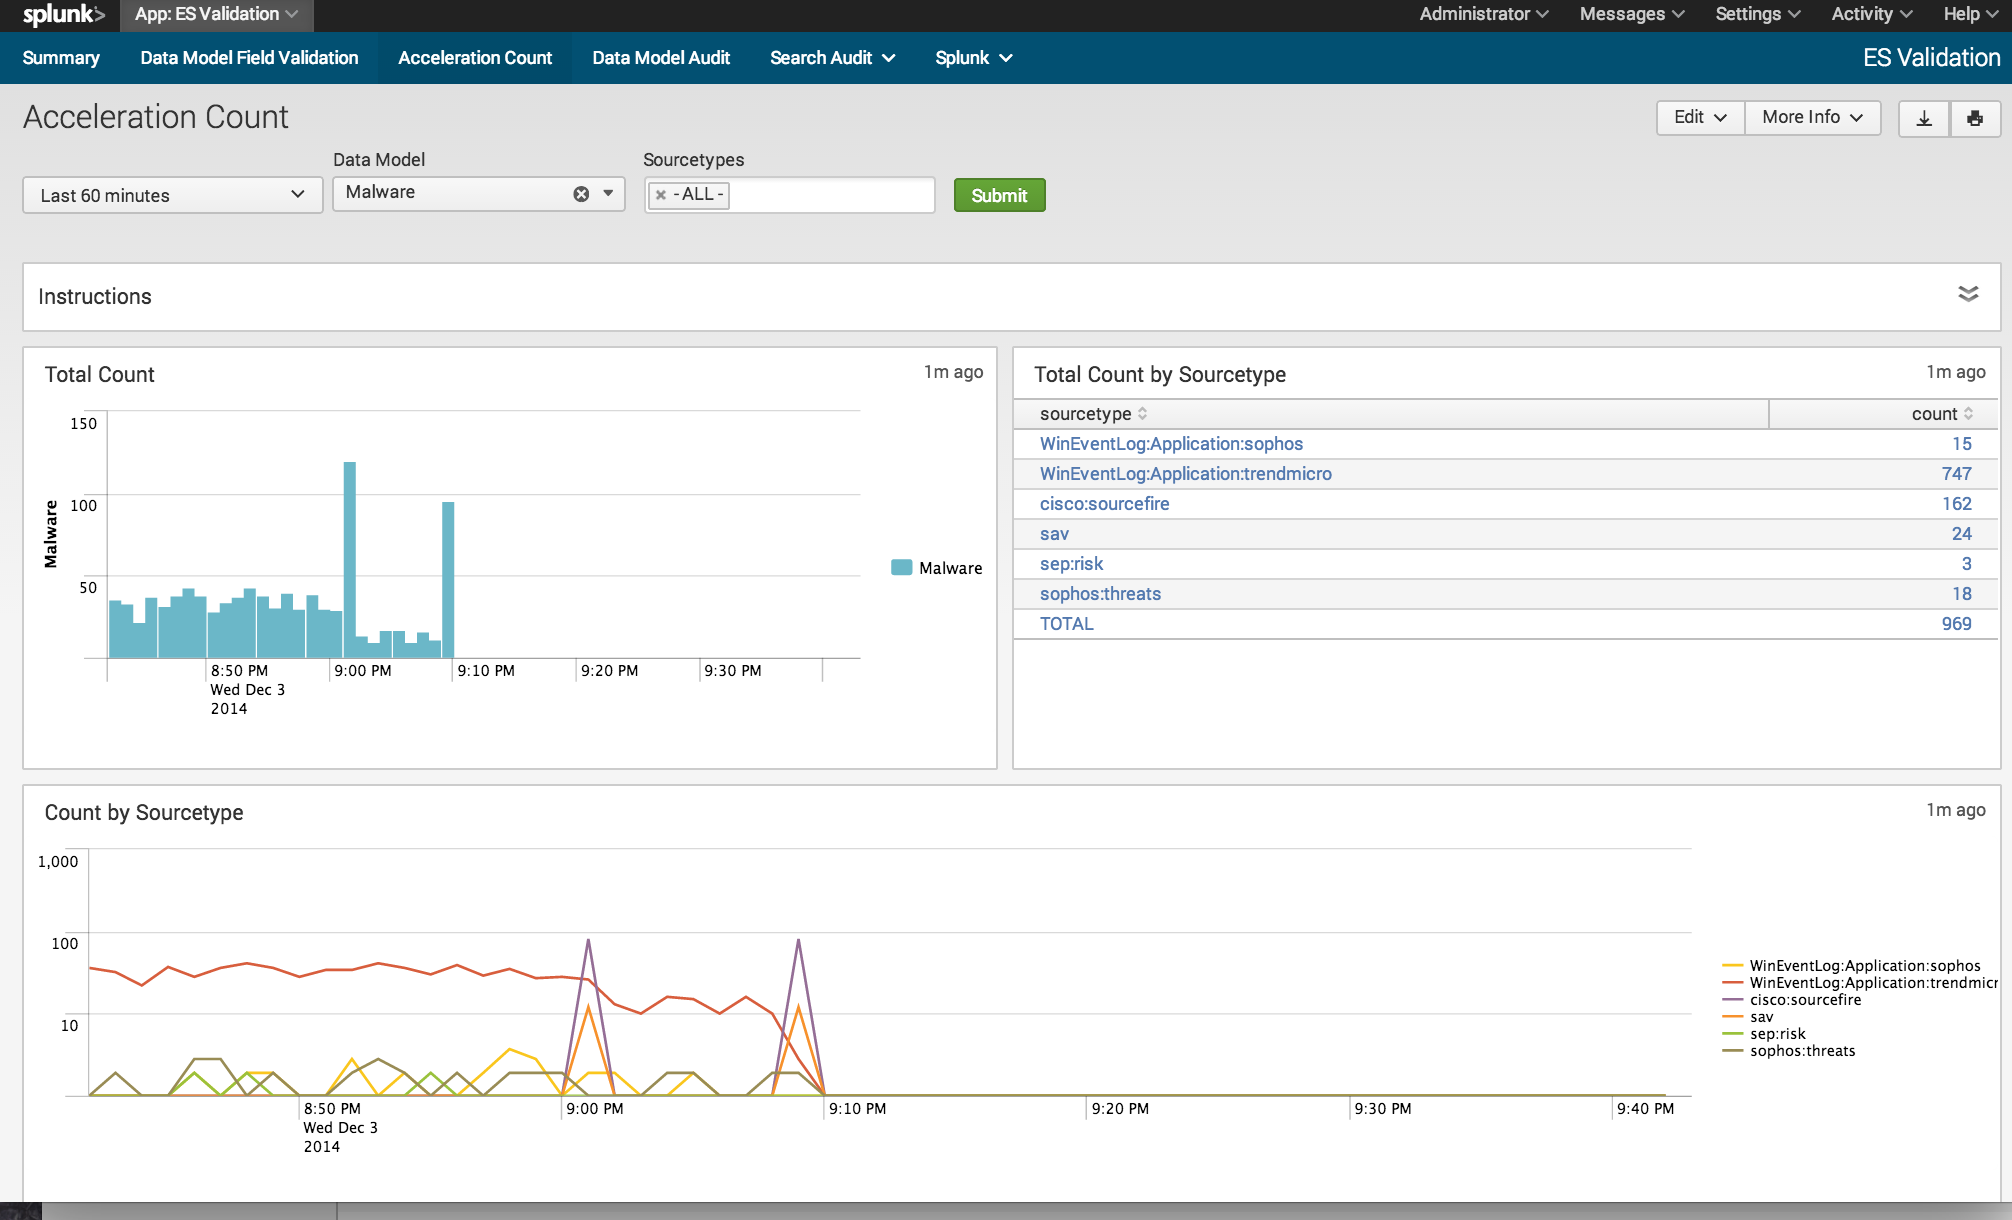 splunk> App: ES Validation Administrator Messages Settings Activity Help
Summary Data Model Field Validation Acceleration Count Data Model Audit Search Audit Splunk ES Validation
Acceleration Count
Edit More Info
Data Model Sourcetypes
Last 60 minutes Malware - ALL - Submit
Instructions
Total Count 1m ago
150
100
50
Malware
Malware
8:50 PM 9:00 PM 9:10 PM 9:20 PM 9:30 PM
Wed Dec 3
2014
Total Count by Sourcetype 1m ago
sourcetype count
WinEventLog:Application:sophos 15
WinEventLog:Application:trendmicro 747
cisco:sourcefire 162
sav 24
sep:risk 3
sophos:threats 18
TOTAL 969
Count by Sourcetype 1m ago
1,000
100
10
8:50 PM 9:00 PM 9:10 PM 9:20 PM 9:30 PM 9:40 PM
Wed Dec 3
2014
WinEventLog:Application:sophos
WinEventLog:Application:trendmicr
cisco:sourcefire
sav
sep:risk
sophos:threats